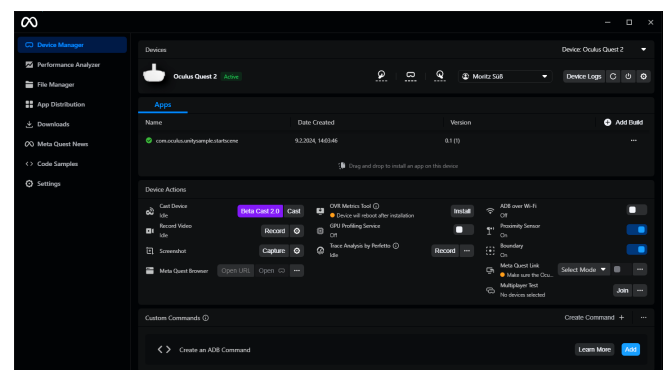 Device Manager
Performance Analyzer
File Manager
App Distribution
Downloads
Meta Quest News
Code Samples
Settings
Devices
Device: Oculus Quest 2
Oculus Quest 2 Active
Moritz Süß
Device Logs
Apps
Name Date Created Version Add Build
com.oculus.unitysample.startscene 9.2.2024, 14:03:46 0.1 (1)
Drag and drop to install an app on this device
Device Actions
Cast Device
Idle
Beta Cast 2.0 Cast
Record Video
Idle
Record
Screenshot
Capture
Meta Quest Browser Open URL Open
OVR Metrics Tool
Device will reboot after installation
Install
GPU Profiling Service
Off
Trace Analysis by Perfetto
Idle
Record
ADB over Wi-Fi
Off
Proximity Sensor
On
Boundary
On
Meta Quest Link
Make sure the Ocu...
Select Mode
Multiplayer Test
No devices selected
Join
Custom Commands
Create Command +
Create an ADB Command
Learn More Add